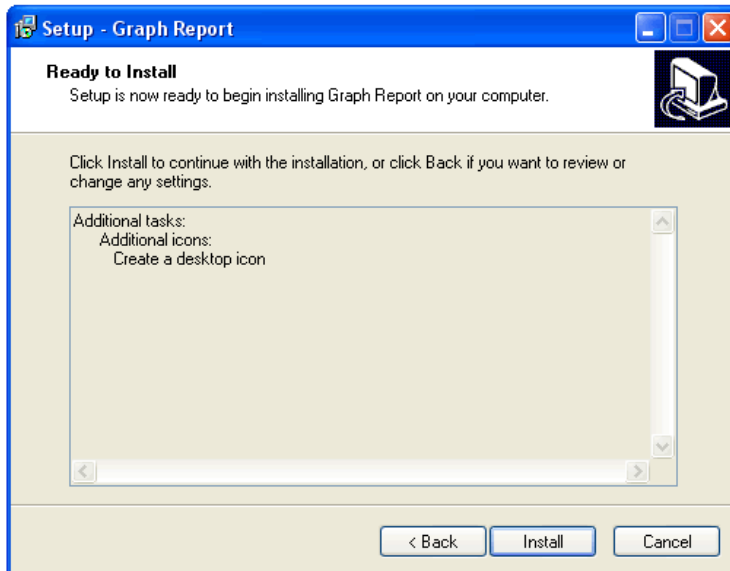 Setup - Graph Report
Ready to Install
Setup is now ready to begin installing Graph Report on your computer.
Click Install to continue with the installation, or click Back if you want to review or
change any settings.
Additional tasks:
Additional icons:
Create a desktop icon
< Back
Install
Cancel